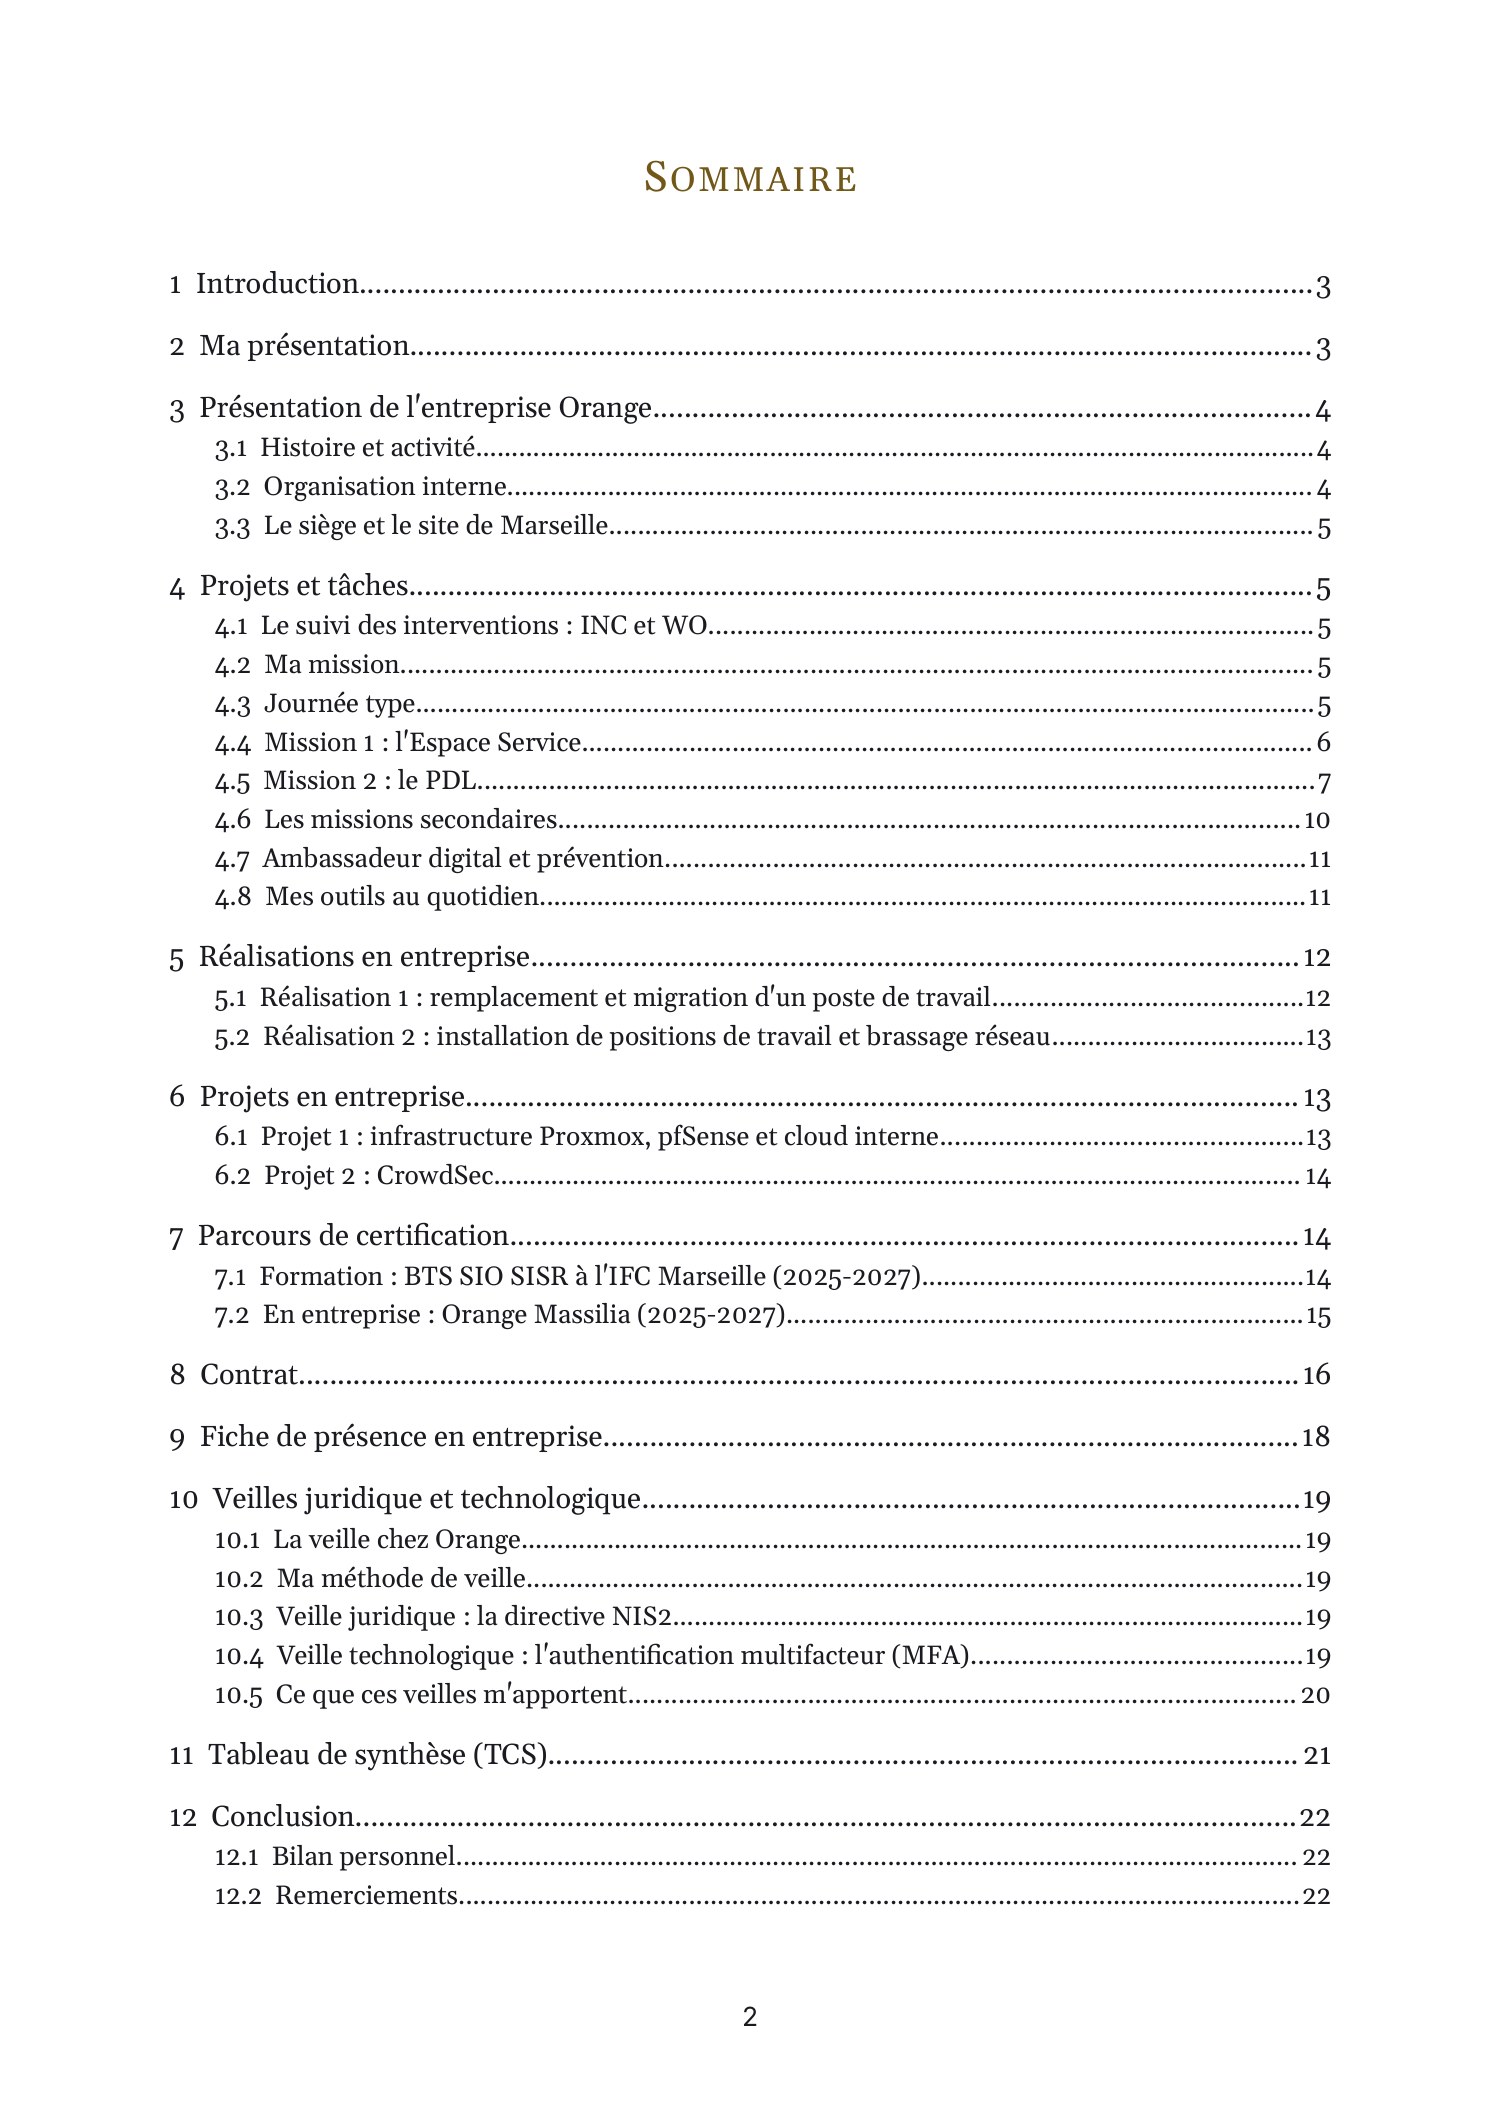 Sommaire
1 Introduction 3
2 Ma présentation 3
3 Présentation de l'entreprise Orange 4
3.1 Histoire et activité 4
3.2 Organisation interne 4
3.3 Le siège et le site de Marseille 5
4 Projets et tâches 5
4.1 Le suivi des interventions : INC et WO 5
4.2 Ma mission 5
4.3 Journée type 5
4.4 Mission 1 : l'Espace Service 6
4.5 Mission 2 : le PDL 7
4.6 Les missions secondaires 10
4.7 Ambassadeur digital et prévention 11
4.8 Mes outils au quotidien 11
5 Réalisations en entreprise 12
5.1 Réalisation 1 : remplacement et migration d'un poste de travail 12
5.2 Réalisation 2 : installation de positions de travail et brassage réseau 13
6 Projets en entreprise 13
6.1 Projet 1 : infrastructure Proxmox, pfSense et cloud interne 13
6.2 Projet 2 : CrowdSec 14
7 Parcours de certification 14
7.1 Formation : BTS SIO SISR à l'IFC Marseille (2025-2027) 14
7.2 En entreprise : Orange Massilia (2025-2027) 15
8 Contrat 16
9 Fiche de présence en entreprise 18
10 Veilles juridique et technologique 19
10.1 La veille chez Orange 19
10.2 Ma méthode de veille 19
10.3 Veille juridique : la directive NIS2 19
10.4 Veille technologique : l'authentification multifacteur (MFA) 19
10.5 Ce que ces veilles m'apportent 20
11 Tableau de synthèse (TCS) 21
12 Conclusion 22
12.1 Bilan personnel 22
12.2 Remerciements 22
2